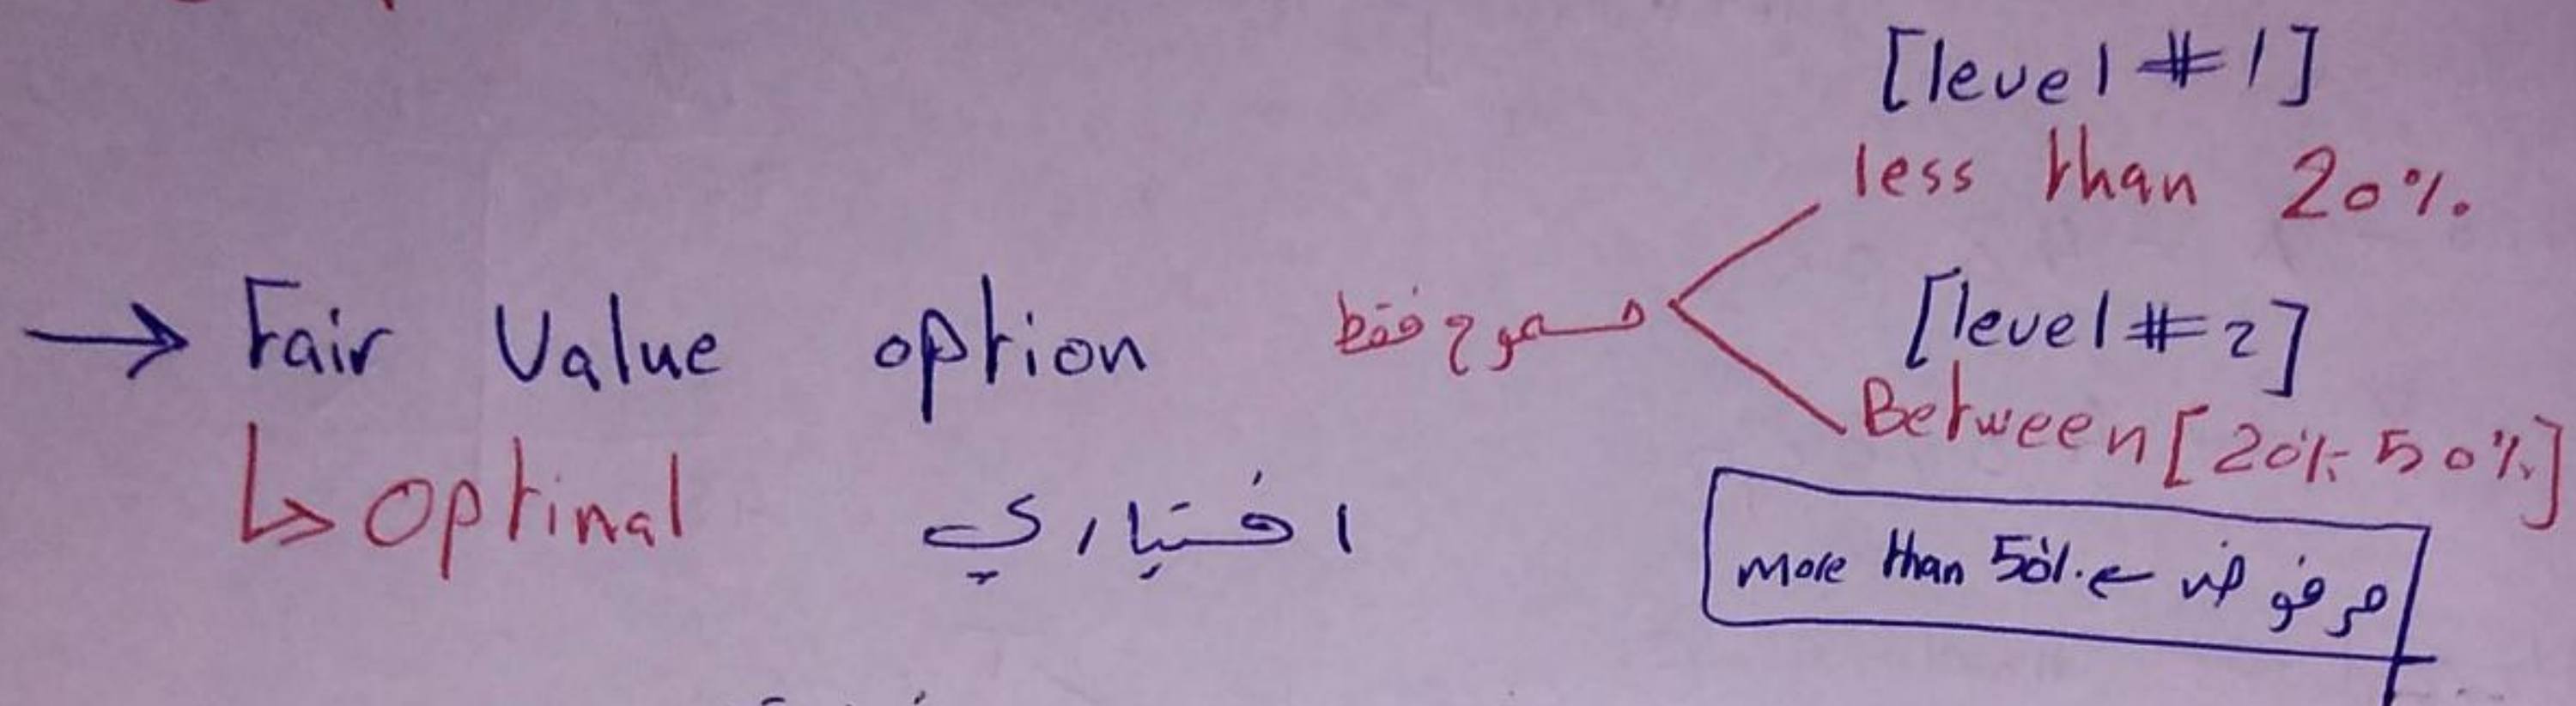 [level #1]
less than 20%.
→ Fair Value option مسموح فقط
[level #2]
Between [20%-50%]
↳ optinal اختياري
more than 50%. ← مرفوض